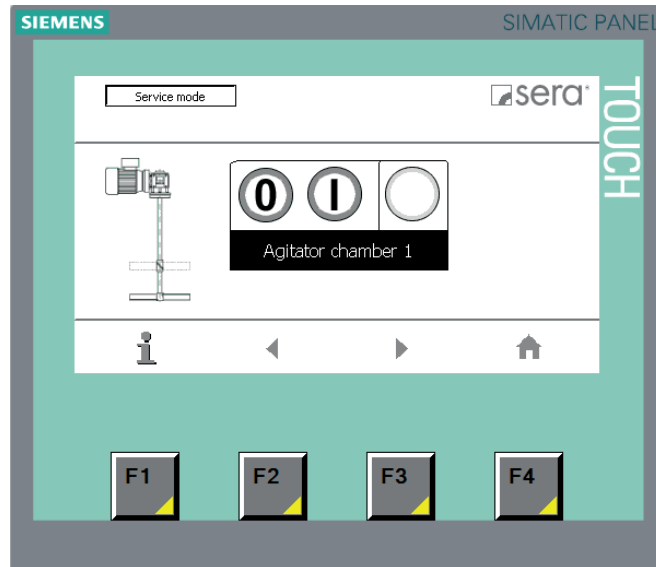 SIEMENS
SIMATIC PANEL
Service mode
sera
TOUCH
0 I
Agitator chamber 1
i
F1 F2 F3 F4